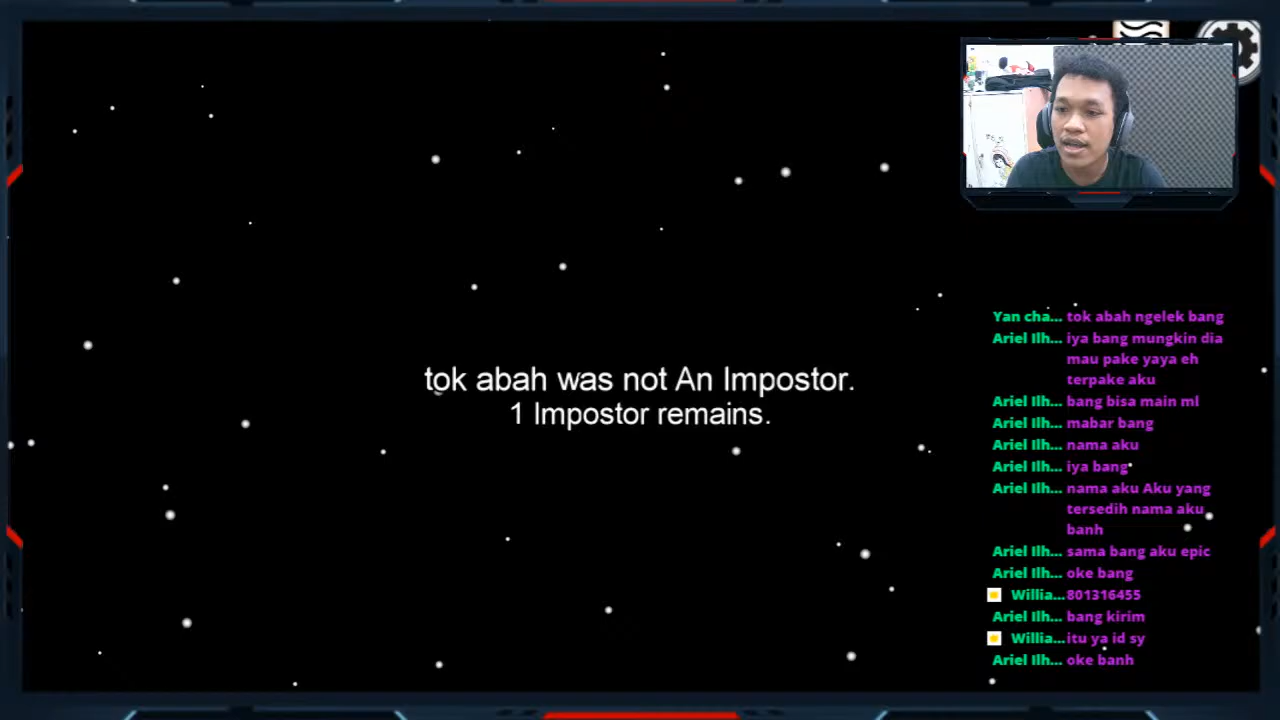 tok abah was not An Impostor.
1 Impostor remains.
Yan cha... tok abah ngelek bang
Ariel Ilh... iya bang mungkin dia
mau pake yaya eh
terpake aku
Ariel Ilh... bang bisa main ml
Ariel Ilh... mabar bang
Ariel Ilh... nama aku
Ariel Ilh... iya bang
Ariel Ilh... nama aku Aku yang
tersedih nama aku
banh
Ariel Ilh... sama bang aku epic
Ariel Ilh... oke bang
Willia... 801316455
Ariel Ilh... bang kirim
Willia... itu ya id sy
Ariel Ilh... oke banh